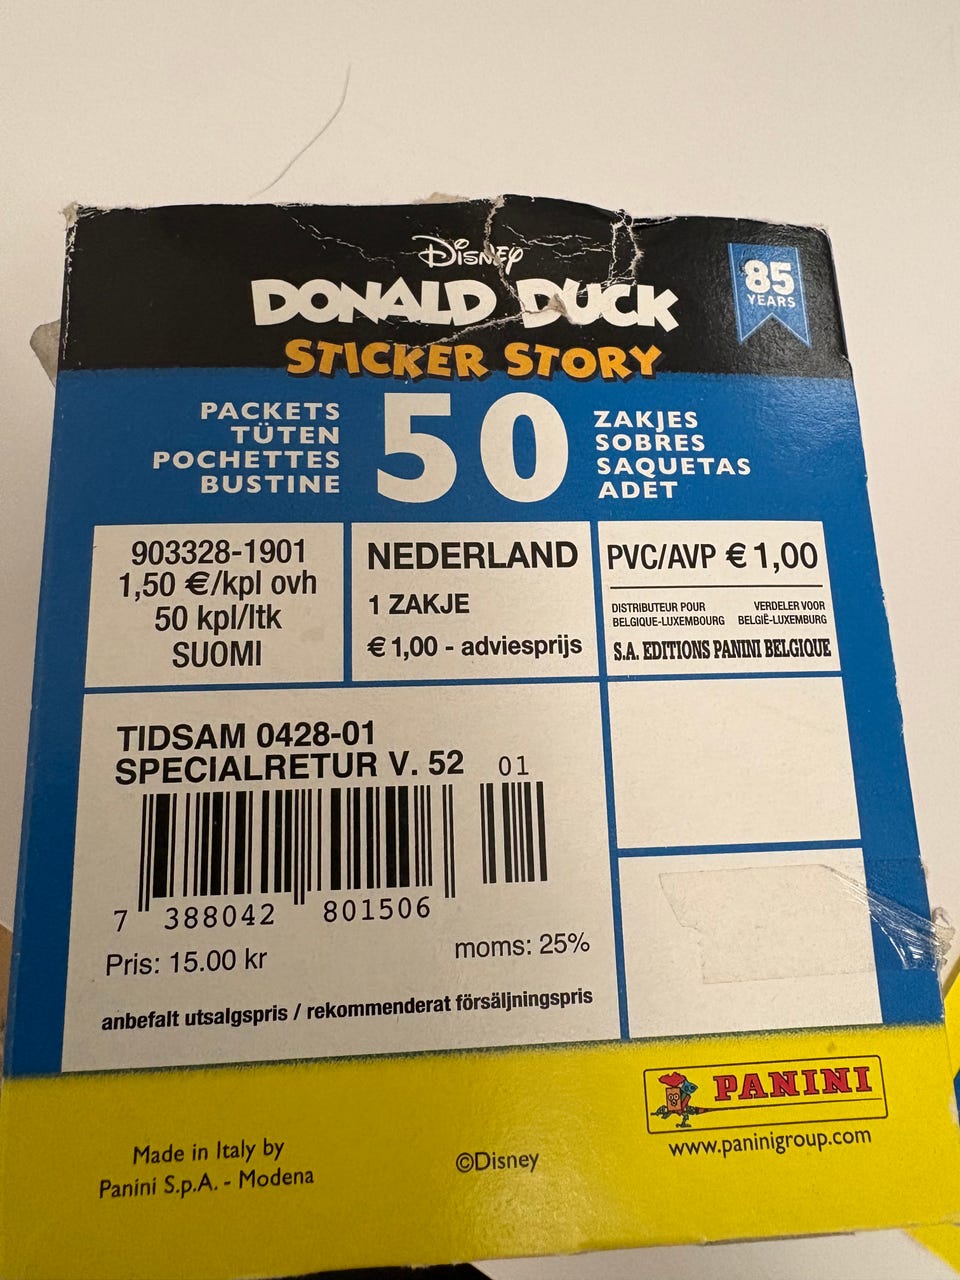 Disney
DONALD DUCK
STICKER STORY
85
YEARS
PACKETS
TÜTEN
POCHETTES
BUSTINE
50
ZAKJES
SOBRES
SAQUETAS
ADET
903328-1901
1,50 €/kpl ovh
50 kpl/ltk
SUOMI
NEDERLAND
1 ZAKJE
€ 1,00 - adviesprijs
PVC/AVP € 1,00
DISTRIBUTEUR POUR
BELGIQUE-LUXEMBOURG
VERDELER VOOR
BELGIË-LUXEMBURG
S.A. EDITIONS PANINI BELGIQUE
TIDSAM 0428-01
SPECIALRETUR V. 52
01
7 388042 801506
Pris: 15.00 kr
moms: 25%
anbefalt utsalgspris / rekommenderat försäljningspris
PANINI
www.paninigroup.com
Made in Italy by
Panini S.p.A. - Modena
©Disney